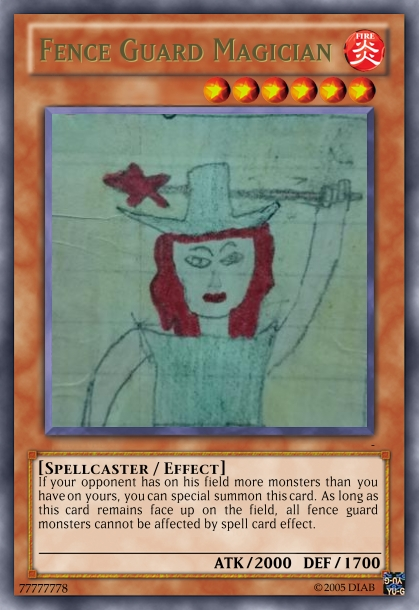 FENCE GUARD MAGICIAN
FIRE
炎
[SPELLCASTER / EFFECT]
If your opponent has on his field more monsters than you
have on yours, you can special summon this card. As long as
this card remains face up on the field, all fence guard
monsters cannot be affected by spell card effect.
ATK / 2000 DEF / 1700
77777778
©2005 DIAB